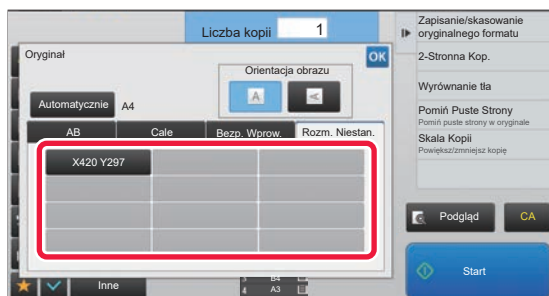 Liczba kopii 1
Oryginał
OK
Orientacja obrazu
A A
Automatycznie A4
AB Cale Bezp. Wprow. Rozm. Niestan.
X420 Y297
Inne
3 B4
4 A3
Zapisanie/skasowanie
oryginalnego formatu
2-Stronna Kop.
Wyrównanie tła
Pomiń Puste Strony
Pomiń puste strony w oryginale
Skala Kopii
Powiększ/zmniejsz kopię
Podgląd CA
Start